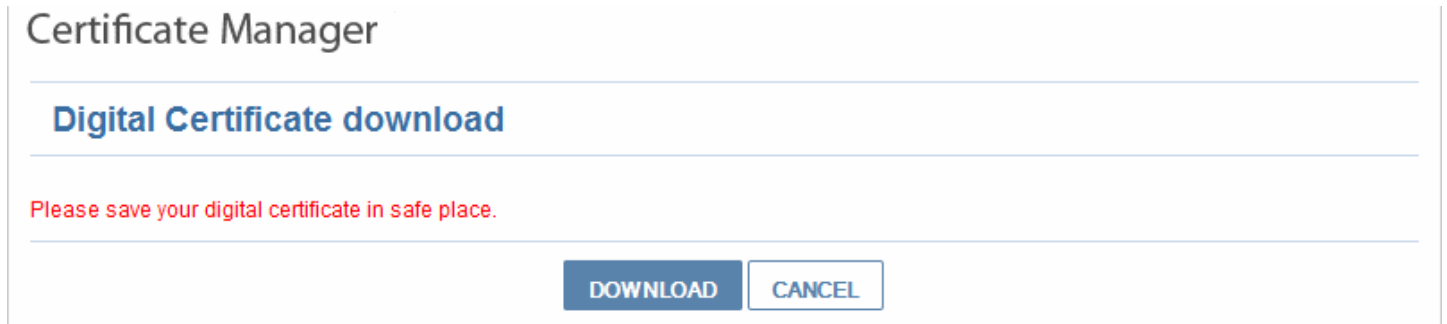 Certificate Manager
Digital Certificate download
Please save your digital certificate in safe place.
DOWNLOAD CANCEL